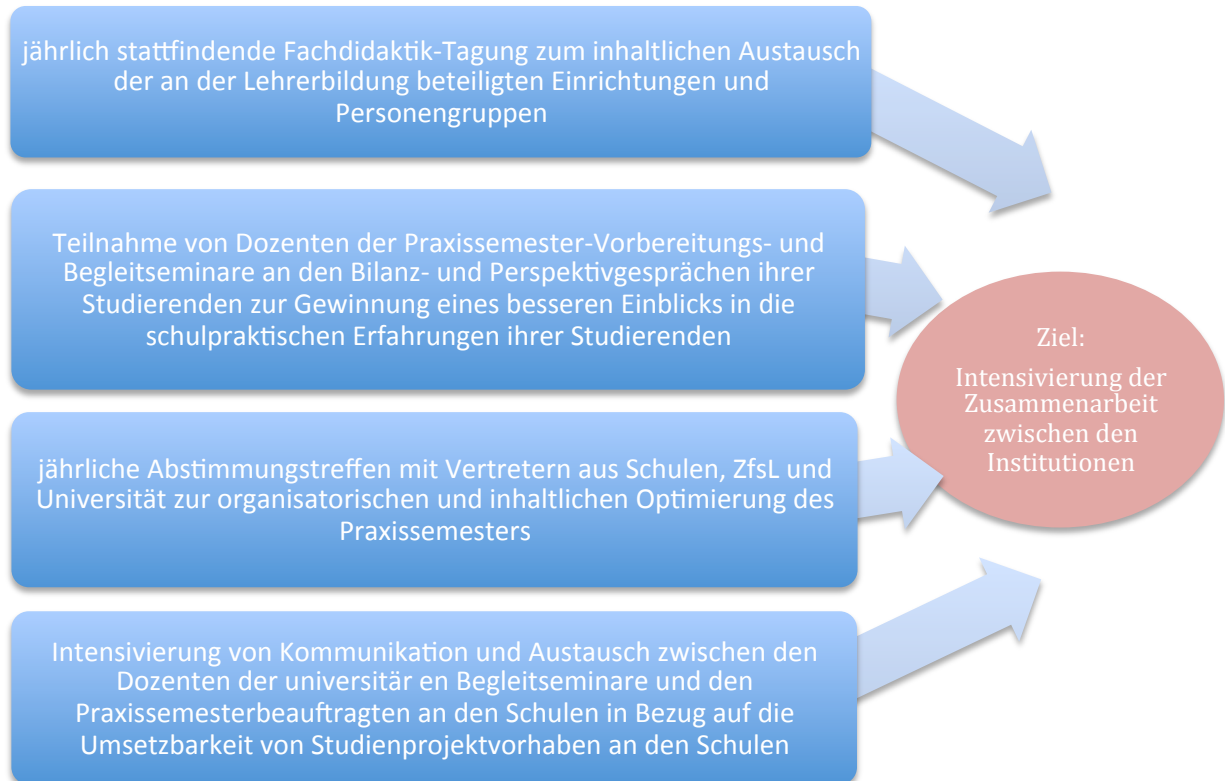 jährlich stattfindende Fachdidaktik-Tagung zum inhaltlichen Austausch
der an der Lehrerbildung beteiligten Einrichtungen und
Personengruppen
Teilnahme von Dozenten der Praxissemester-Vorbereitungs- und
Begleitseminare an den Bilanz- und Perspektivgesprächen ihrer
Studierenden zur Gewinnung eines besseren Einblicks in die
schulpraktischen Erfahrungen ihrer Studierenden
jährliche Abstimmungstreffen mit Vertretern aus Schulen, ZfsL und
Universität zur organisatorischen und inhaltlichen Optimierung des
Praxissemesters
Intensivierung von Kommunikation und Austausch zwischen den
Dozenten der universitär en Begleitseminare und den
Praxissemesterbeauftragten an den Schulen in Bezug auf die
Umsetzbarkeit von Studienprojektvorhaben an den Schulen
Ziel:
Intensivierung der
Zusammenarbeit
zwischen den
Institutionen